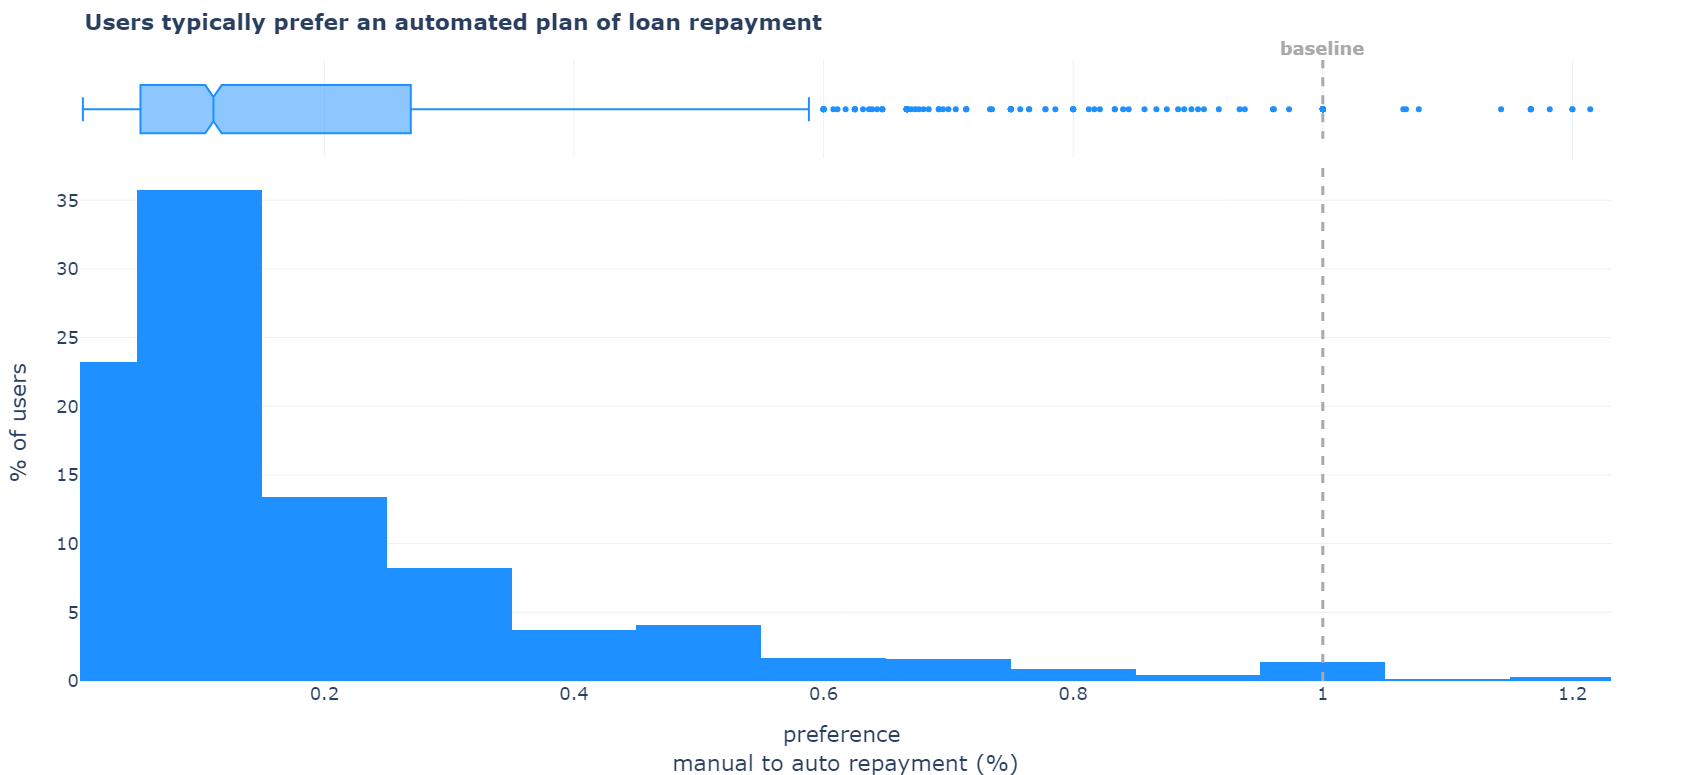 Users typically prefer an automated plan of loan repayment
baseline
35
30
25
20
15
10
5
0
% of users
0.2 0.4 0.6 0.8 1 1.2
preference
manual to auto repayment (%)